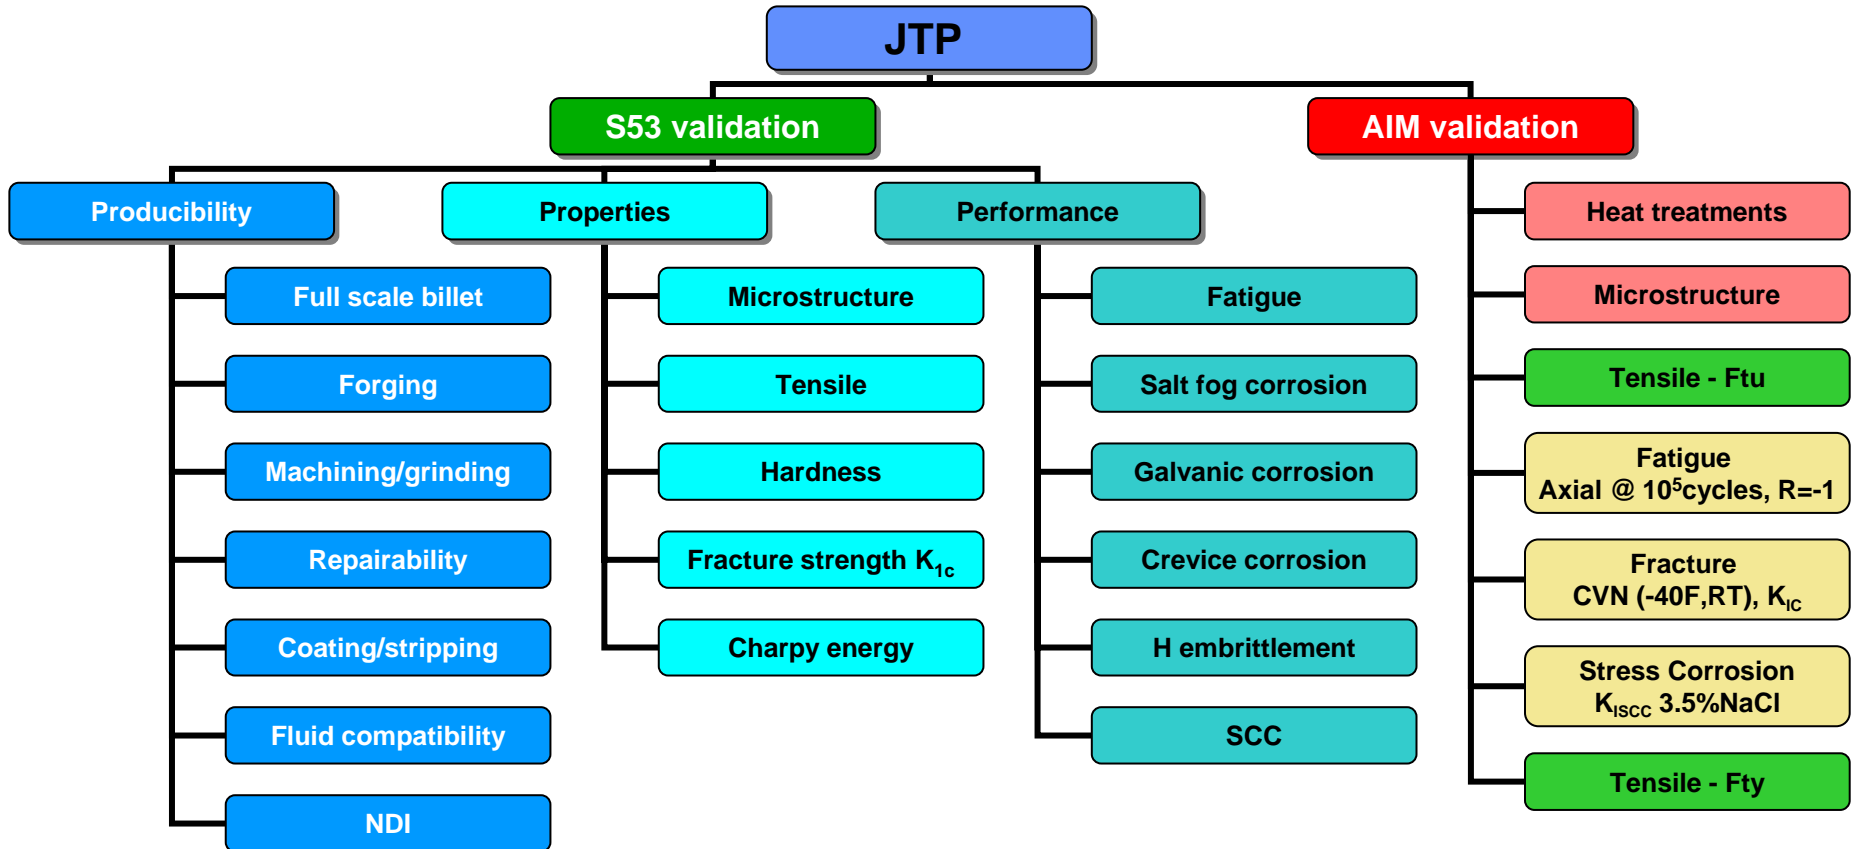 JTP
S53 validation
AIM validation
Producibility
Properties
Performance
Full scale billet
Forging
Machining/grinding
Repairability
Coating/stripping
Fluid compatibility
NDI
Microstructure
Tensile
Hardness
Fracture strength K1c
Charpy energy
Fatigue
Salt fog corrosion
Galvanic corrosion
Crevice corrosion
H embrittlement
SCC
Heat treatments
Microstructure
Tensile - Ftu
Fatigue
Axial @ 10⁵cycles, R=-1
Fracture
CVN (-40F,RT), KIC
Stress Corrosion
KISCC 3.5%NaCl
Tensile - Fty